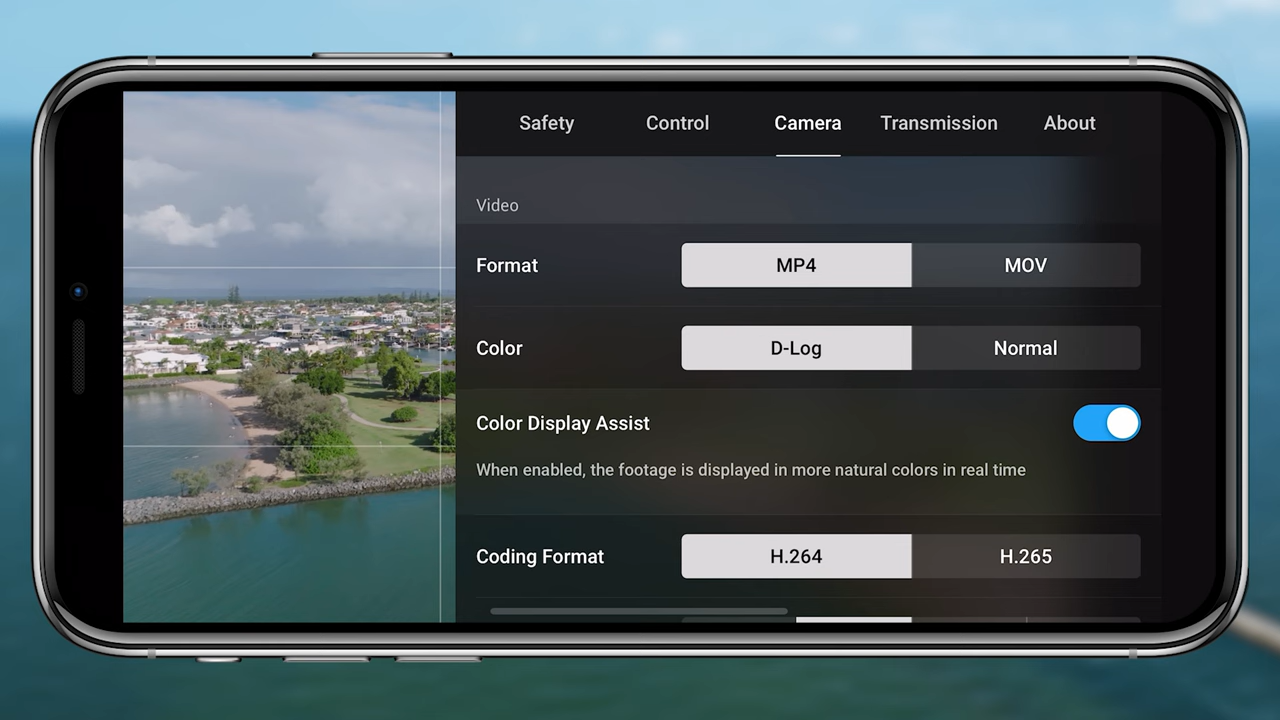 Safety Control Camera Transmission About
Video
Format MP4 MOV
Color D-Log Normal
Color Display Assist
When enabled, the footage is displayed in more natural colors in real time
Coding Format H.264 H.265